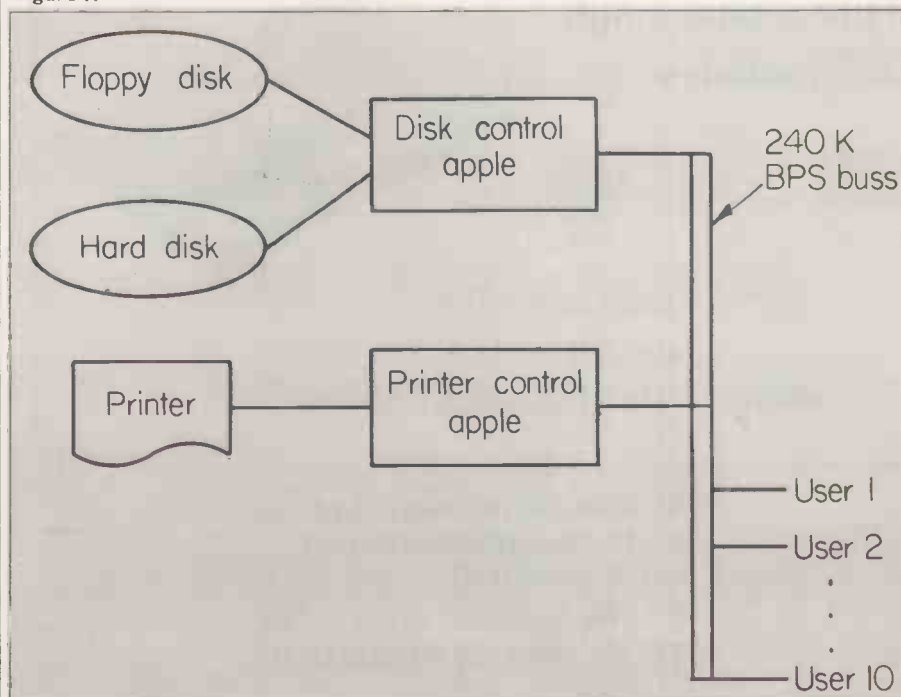 Floppy disk
Hard disk
Disk control
apple
240 K
BPS buss
Printer
Printer control
apple
User 1
User 2
User 10